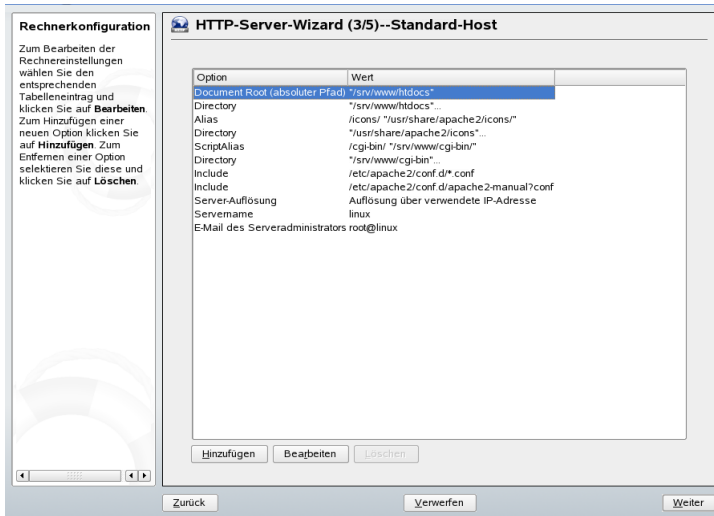 Rechnerkonfiguration
Zum Bearbeiten der
Rechnereinstellungen
wählen Sie den
entsprechenden
Tabelleneintrag und
klicken Sie auf Bearbeiten.
Zum Hinzufügen einer
neuen Option klicken Sie
auf Hinzufügen. Zum
Entfernen einer Option
selektieren Sie diese und
klicken Sie auf Löschen.
HTTP-Server-Wizard (3/5)--Standard-Host
Option Wert
Document Root (absoluter Pfad) "/srv/www/htdocs"
Directory "/srv/www/htdocs"...
Alias /icons/ "/usr/share/apache2/icons/"
Directory "/usr/share/apache2/icons"...
ScriptAlias /cgi-bin/ "/srv/www/cgi-bin/"
Directory "/srv/www/cgi-bin"...
Include /etc/apache2/conf.d/*.conf
Include /etc/apache2/conf.d/apache2-manual?conf
Server-Auflösung Auflösung über verwendete IP-Adresse
Servername linux
E-Mail des Serveradministrators root@linux
Hinzufügen Bearbeiten Löschen
Zurück Verwerfen Weiter